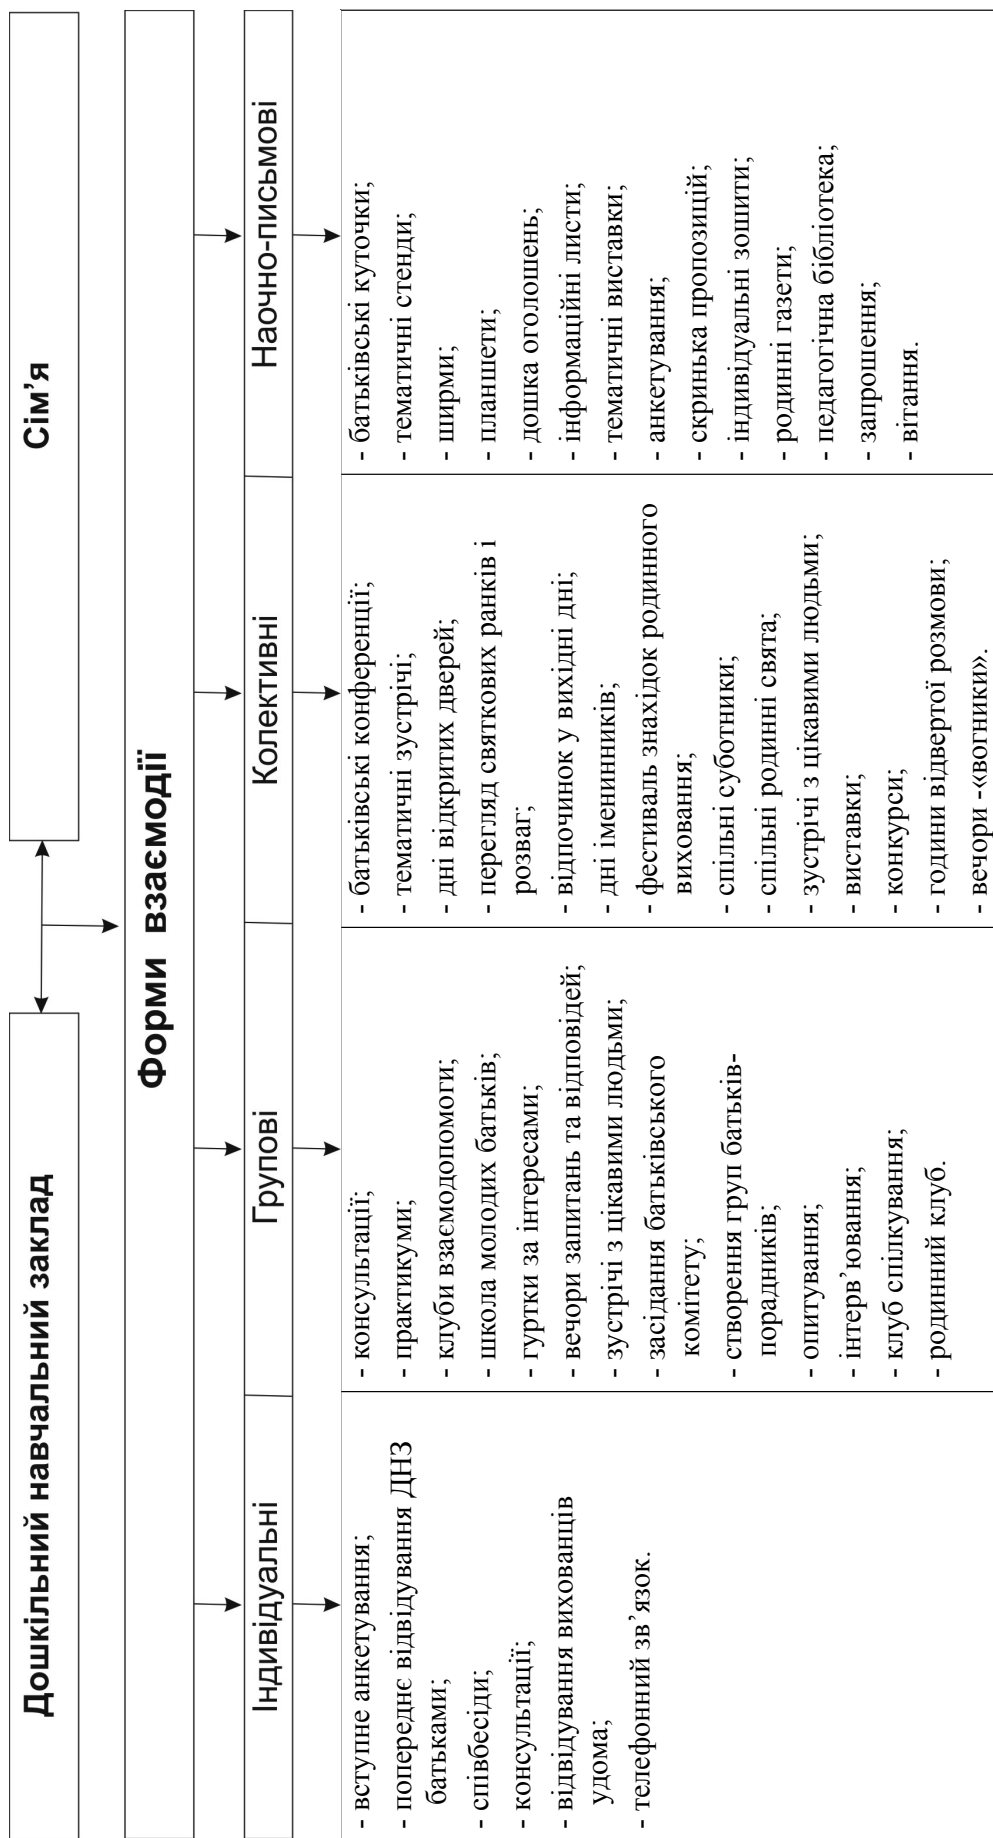 Дошкільний навчальний заклад
Сім’я
Форми взаємодії
Індивідуальні
Групові
Колективні
Наочно-письмові
- вступне анкетування;
- попереднє відвідування ДНЗ
батьками;
- співбесіди;
- консультації;
- відвідування вихованців
удома;
- телефонний зв’язок.
- консультації;
- практикуми;
- клуби взаємодопомоги;
- школа молодих батьків;
- гуртки за інтересами;
- вечори запитань та відповідей;
- зустрічі з цікавими людьми;
- засідання батьківського
комітету;
- створення груп батьків-
порадників;
- опитування;
- інтерв’ювання;
- клуб спілкування;
- родинний клуб.
- батьківські конференції;
- тематичні зустрічі;
- дні відкритих дверей;
- перегляд святкових ранків і
розваг;
- відпочинок у вихідні дні;
- дні іменинників;
- фестиваль знахідок родинного
виховання;
- спільні суботники;
- спільні родинні свята;
- зустрічі з цікавими людьми;
- виставки;
- конкурси;
- години відвертої розмови;
- вечори -«вогники».
- батьківські куточки;
- тематичні стенди;
- ширми;
- планшети;
- дошка оголошень;
- інформаційні листи;
- тематичні виставки;
- анкетування;
- скринька пропозицій;
- індивідуальні зошити;
- родинні газети;
- педагогічна бібліотека;
- запрошення;
- вітання.